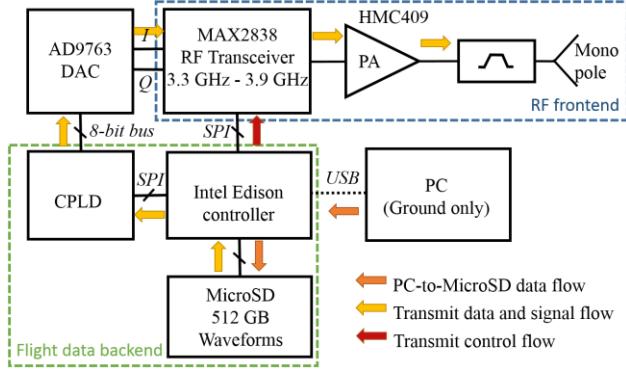 AD9763
DAC
I
Q
MAX2838
RF Transceiver
3.3 GHz - 3.9 GHz
HMC409
PA
Mono
pole
RF frontend
8-bit bus
SPI
CPLD
SPI
Intel Edison
controller
USB
PC
(Ground only)
MicroSD
512 GB
Waveforms
Flight data backend
PC-to-MicroSD data flow
Transmit data and signal flow
Transmit control flow